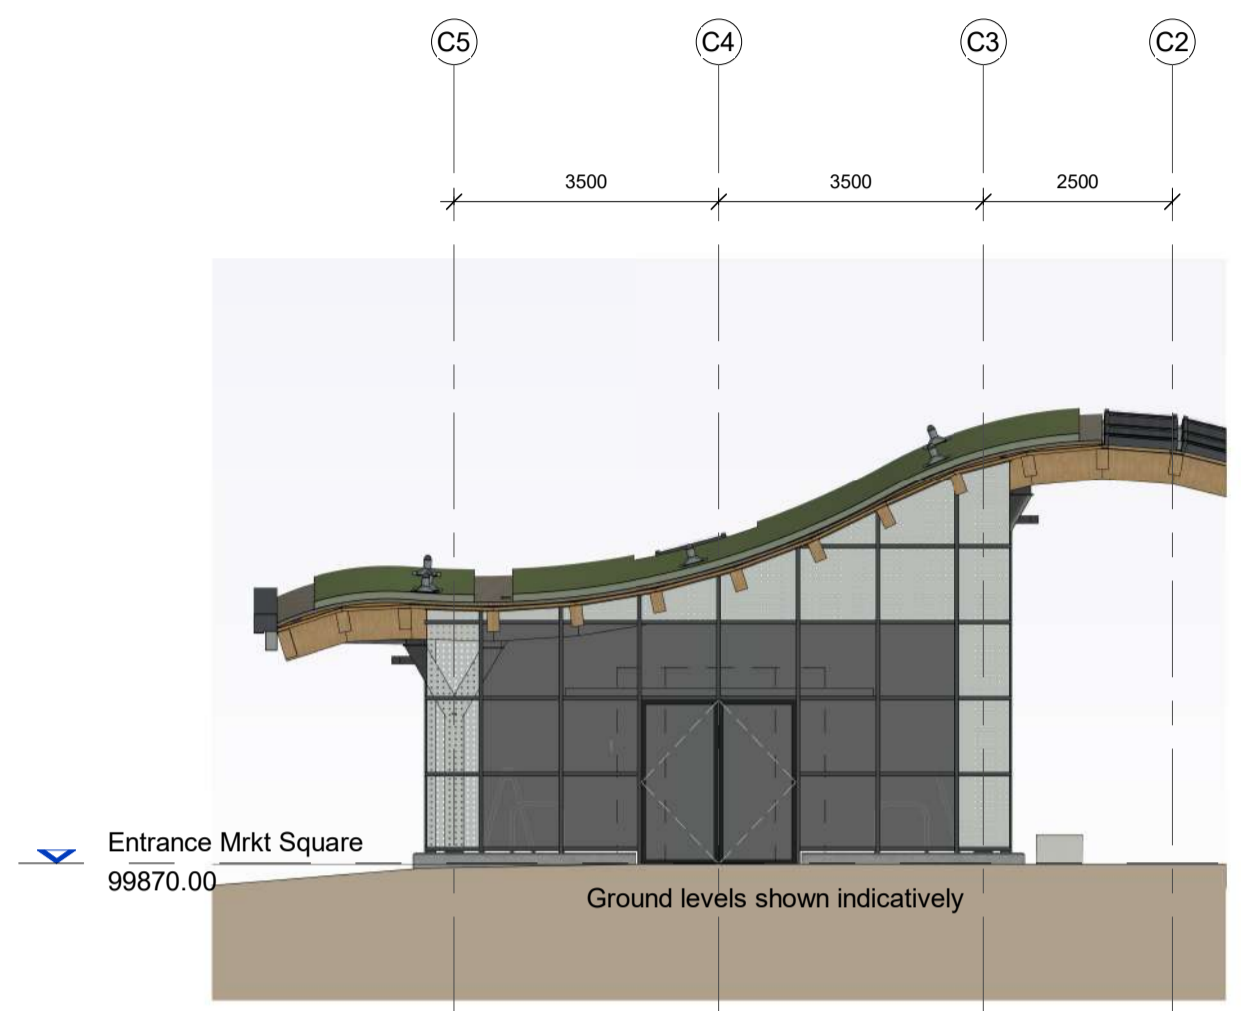 C5 C4 C3 C2
3500 3500 2500
Entrance Mrkt Square
99870.00
Ground levels shown indicatively